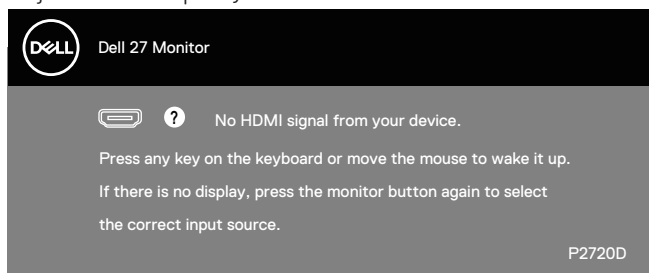 DELL
Dell 27 Monitor
? No HDMI signal from your device.
Press any key on the keyboard or move the mouse to wake it up.
If there is no display, press the monitor button again to select
the correct input source.
P2720D